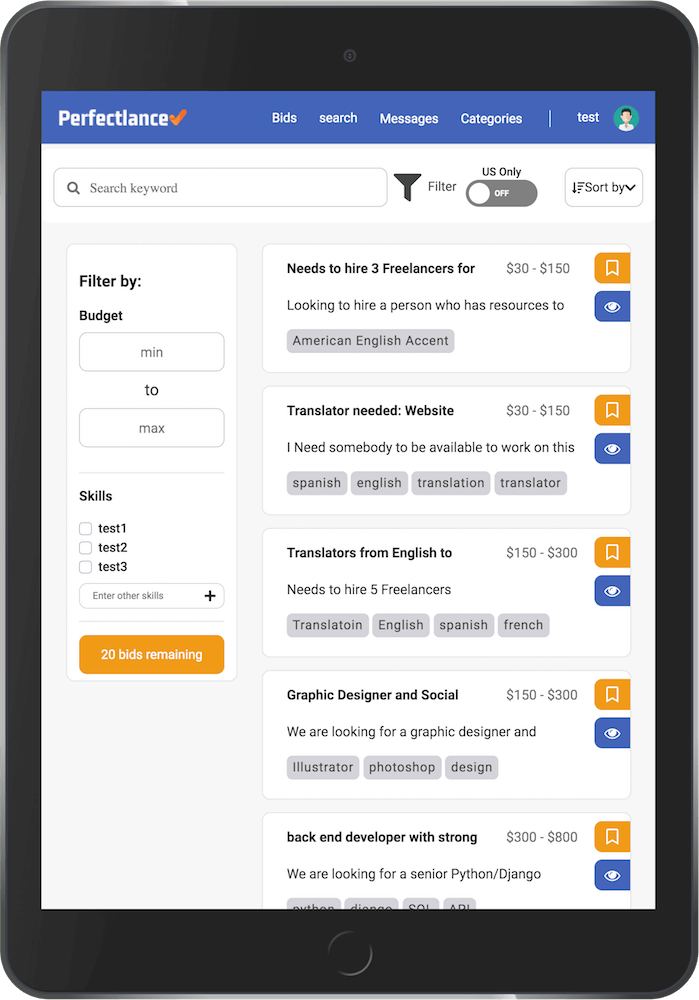 Perfectlance
Bids search Messages Categories | test
Search keyword
Filter
US Only
OFF
Sort by
Filter by:
Budget
min
to
max
Skills
test1
test2
test3
Enter other skills +
20 bids remaining
Needs to hire 3 Freelancers for $30 - $150
Looking to hire a person who has resources to
American English Accent
Translator needed: Website $30 - $150
I Need somebody to be available to work on this
spanish english translation translator
Translators from English to $150 - $300
Needs to hire 5 Freelancers
Translatoin English spanish french
Graphic Designer and Social $150 - $300
We are looking for a graphic designer and
Illustrator photoshop design
back end developer with strong $300 - $800
We are looking for a senior Python/Django
python django SQL API